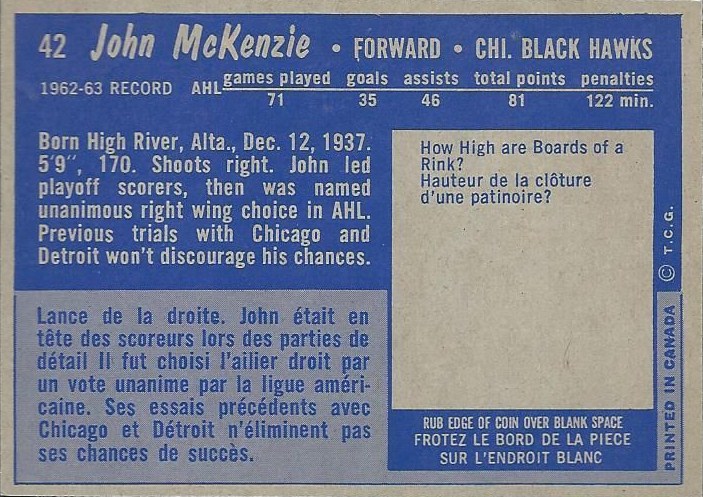 42 John McKenzie • FORWARD • CHI. BLACK HAWKS
games played goals assists total points penalties
1962-63 RECORD AHL 71 35 46 81 122 min.
Born High River, Alta., Dec. 12, 1937.
5'9", 170. Shoots right. John led
playoff scorers, then was named
unanimous right wing choice in AHL.
Previous trials with Chicago and
Detroit won't discourage his chances.
Lance de la droite. John était en
tête des scoreurs lors des parties de
détail Il fut choisi l'ailier droit par
un vote unanime par la ligue améri-
caine. Ses essais précédents avec
Chicago et Détroit n'éliminent pas
ses chances de succès.
How High are Boards of a
Rink?
Hauteur de la clôture
d'une patinoire?
RUB EDGE OF COIN OVER BLANK SPACE
FROTEZ LE BORD DE LA PIECE
SUR L'ENDROIT BLANC
© T.C.G.
PRINTED IN CANADA